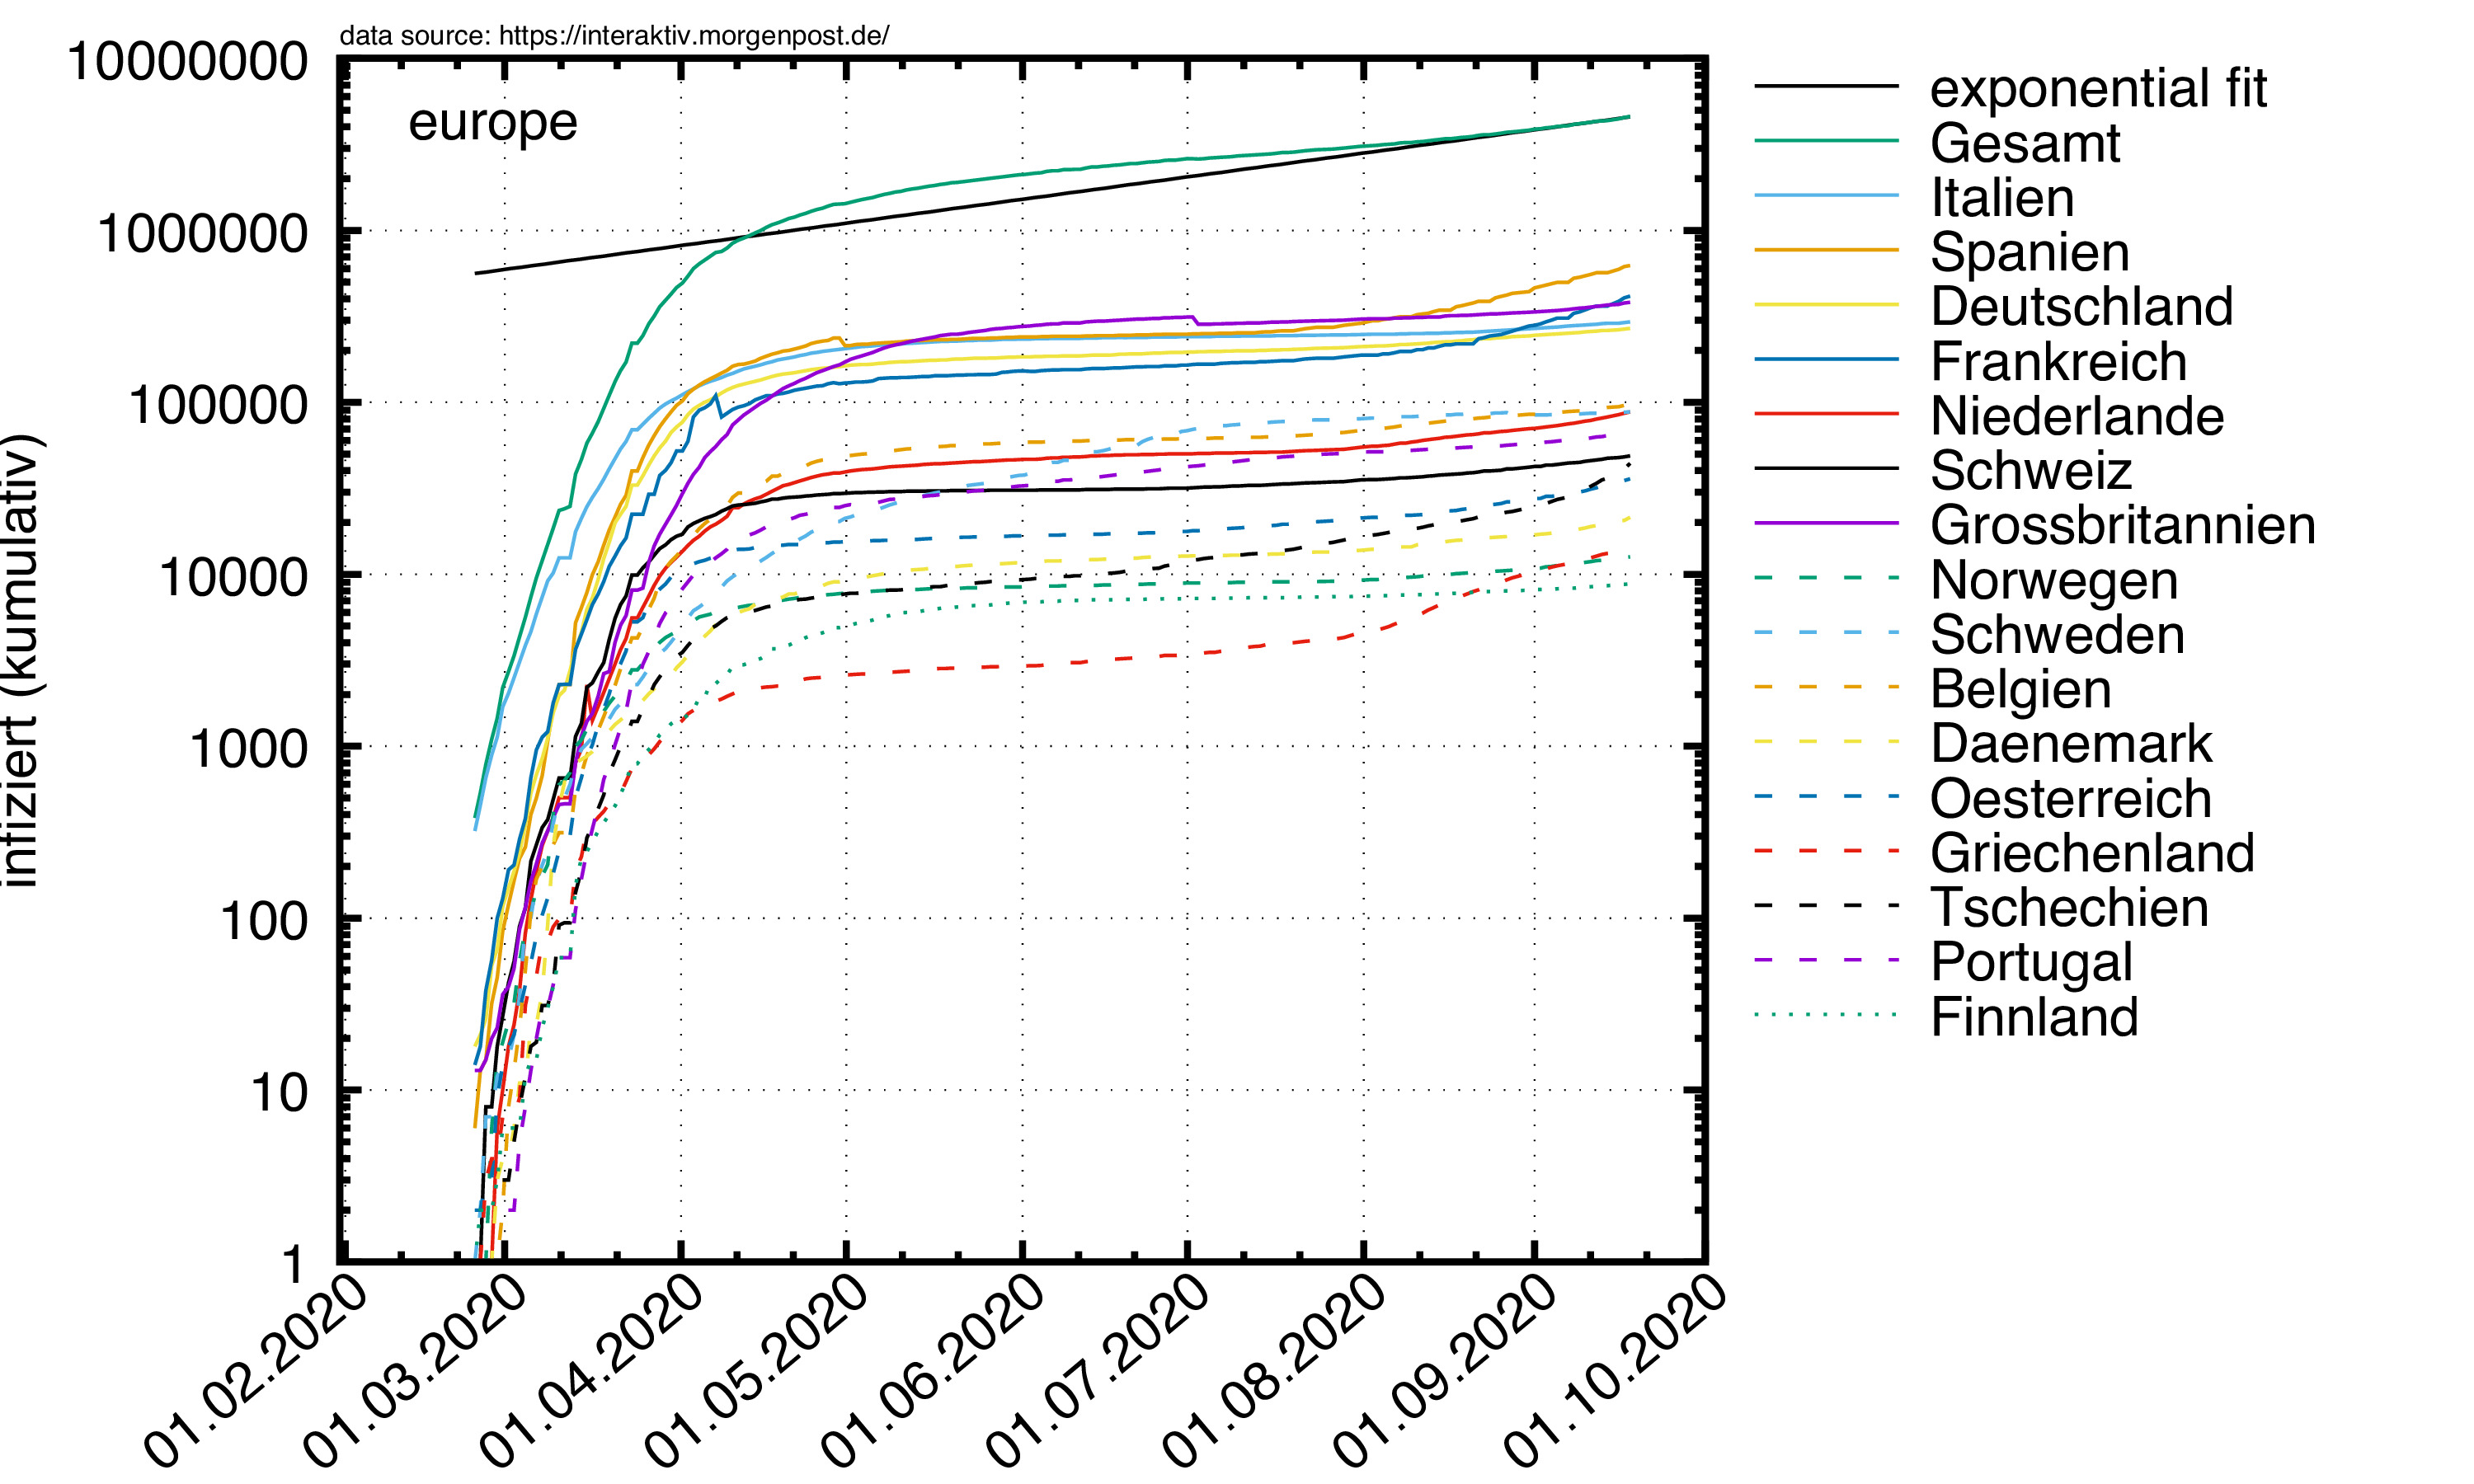 data source: https://interaktiv.morgenpost.de/
europe
infiziert (kumulativ)
10000000
1000000
100000
10000
1000
100
10
1
01.02.2020
01.03.2020
01.04.2020
01.05.2020
01.06.2020
01.07.2020
01.08.2020
01.09.2020
01.10.2020
exponential fit
Gesamt
Italien
Spanien
Deutschland
Frankreich
Niederlande
Schweiz
Grossbritannien
Norwegen
Schweden
Belgien
Daenemark
Oesterreich
Griechenland
Tschechien
Portugal
Finnland